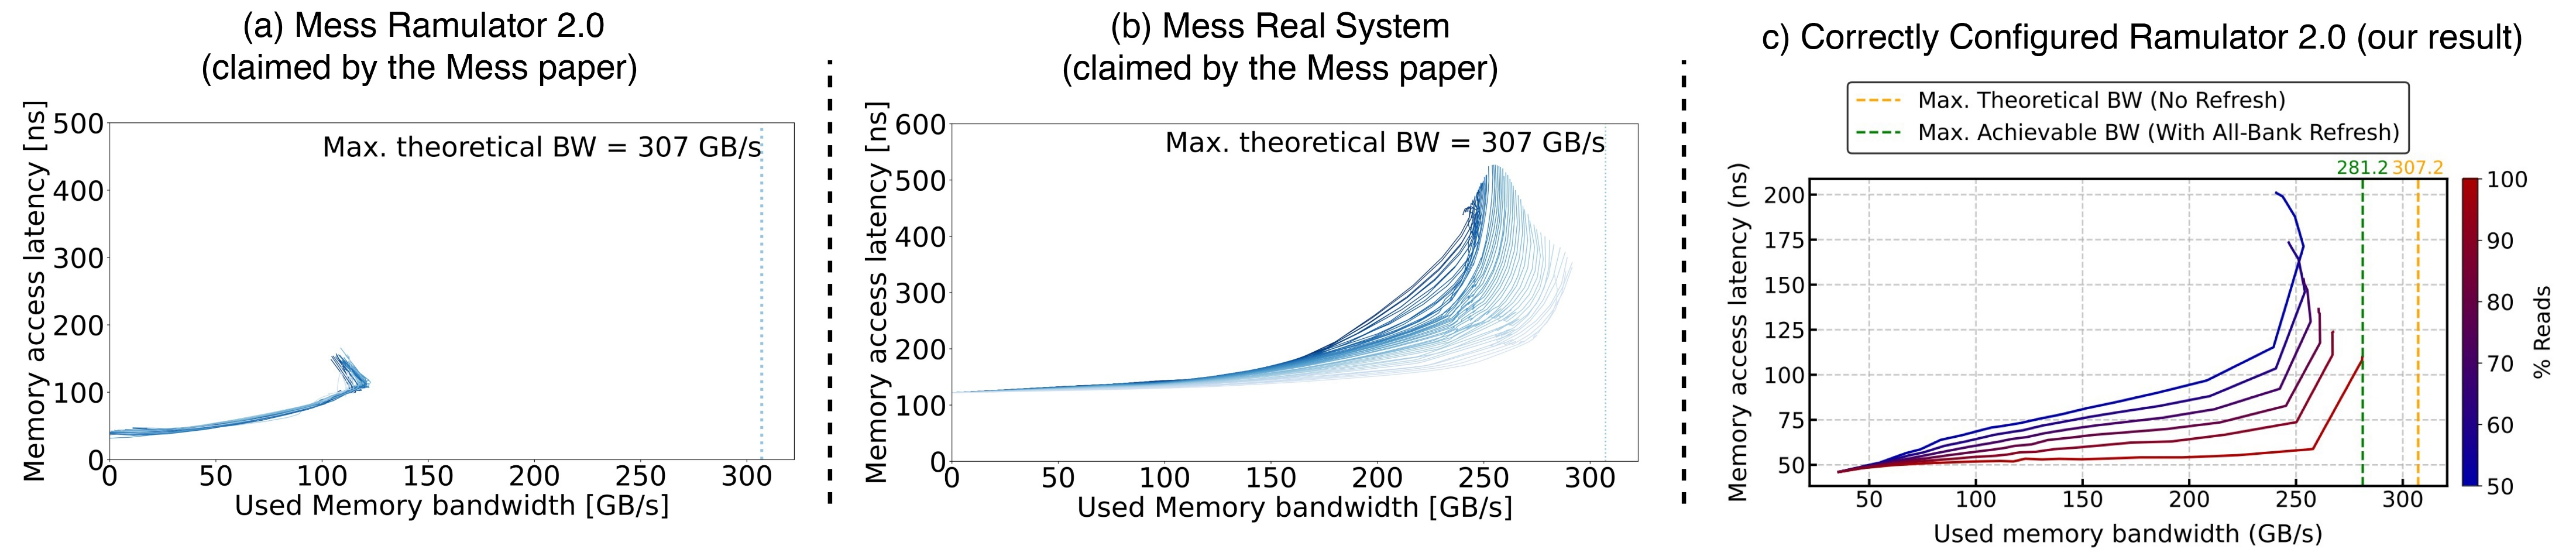 (a) Mess Ramulator 2.0
(claimed by the Mess paper)
Max. theoretical BW = 307 GB/s
Memory access latency [ns]
500
400
300
200
100
0
0 50 100 150 200 250 300
Used Memory bandwidth [GB/s]
(b) Mess Real System
(claimed by the Mess paper)
Max. theoretical BW = 307 GB/s
Memory access latency [ns]
600
500
400
300
200
100
0
0 50 100 150 200 250 300
Used Memory bandwidth [GB/s]
c) Correctly Configured Ramulator 2.0 (our result)
Max. Theoretical BW (No Refresh)
Max. Achievable BW (With All-Bank Refresh)
281.2 307.2
Memory access latency (ns)
200
175
150
125
100
75
50
50 100 150 200 250 300
Used memory bandwidth (GB/s)
100
90
80
70
60
50
% Reads